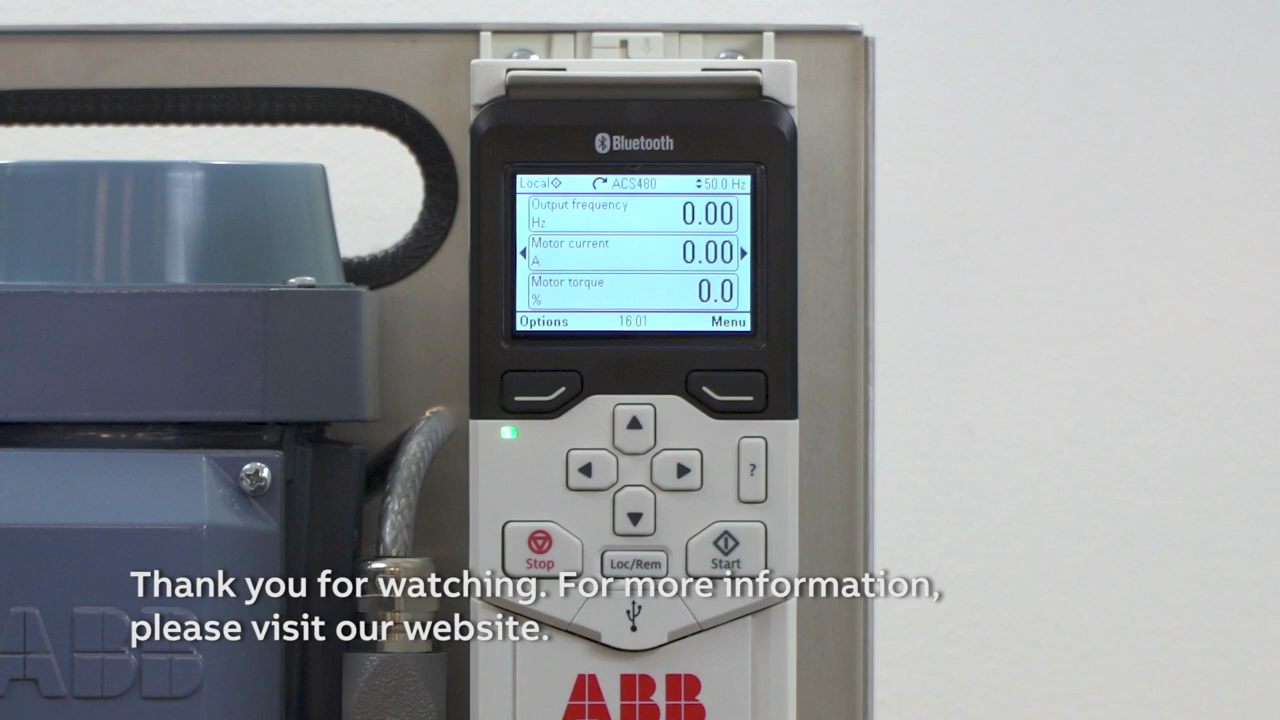 Bluetooth
Local ACS480 50.0 Hz
Output frequency
Hz 0.00
Motor current
A 0.00
Motor torque
% 0.0
Options 16:01 Menu
?
Stop Loc/Rem Start
Thank you for watching. For more information,
please visit our website.
ABB
ABB